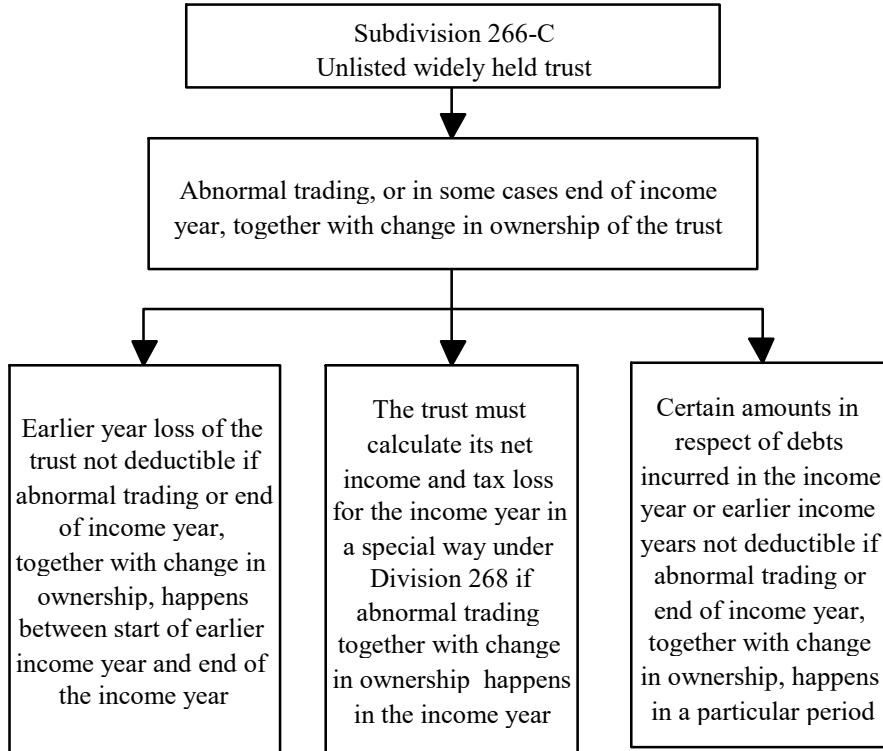 Subdivision 266-C
Unlisted widely held trust
Abnormal trading, or in some cases end of income
year, together with change in ownership of the trust
Earlier year loss of the
trust not deductible if
abnormal trading or end
of income year,
together with change in
ownership, happens
between start of earlier
income year and end of
the income year
The trust must
calculate its net
income and tax loss
for the income year in
a special way under
Division 268 if
abnormal trading
together with change
in ownership happens
in the income year
Certain amounts in
respect of debts
incurred in the income
year or earlier income
years not deductible if
abnormal trading or
end of income year,
together with change
in ownership, happens
in a particular period